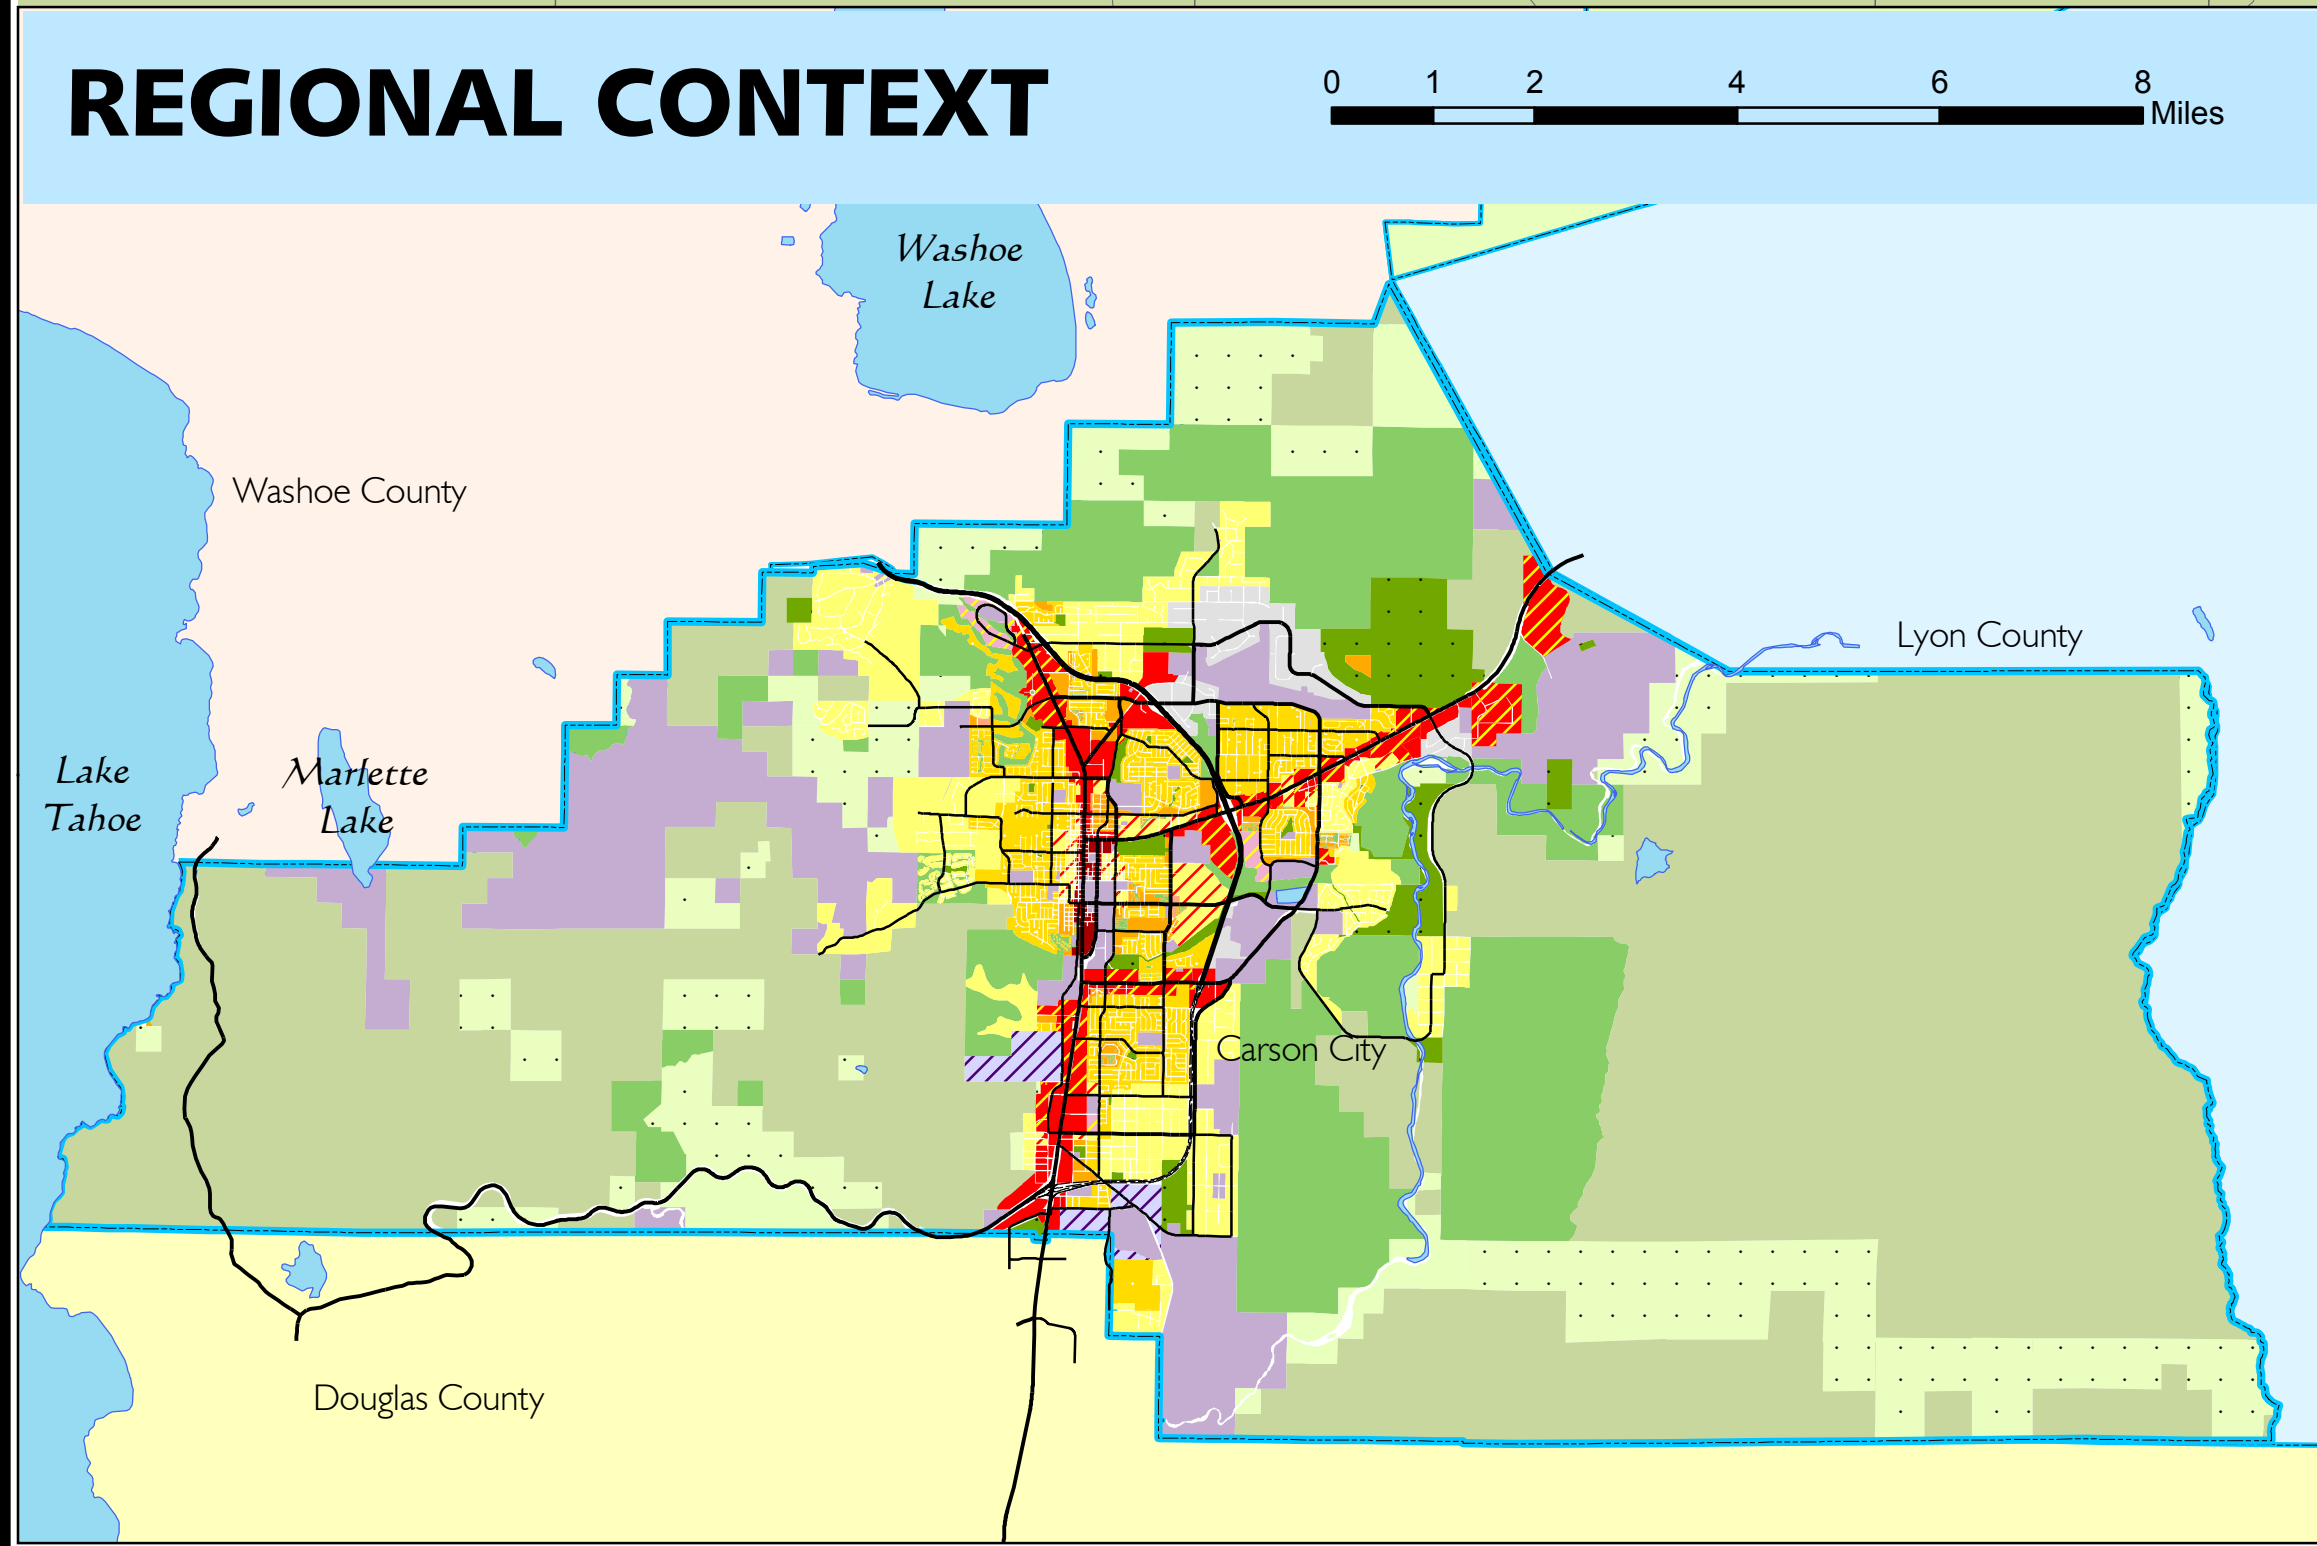 REGIONAL CONTEXT
0 1 2 4 6 8
Miles
Washoe
Lake
Washoe County
Lyon County
Lake
Tahoe
Marlette
Lake
Carson City
Douglas County